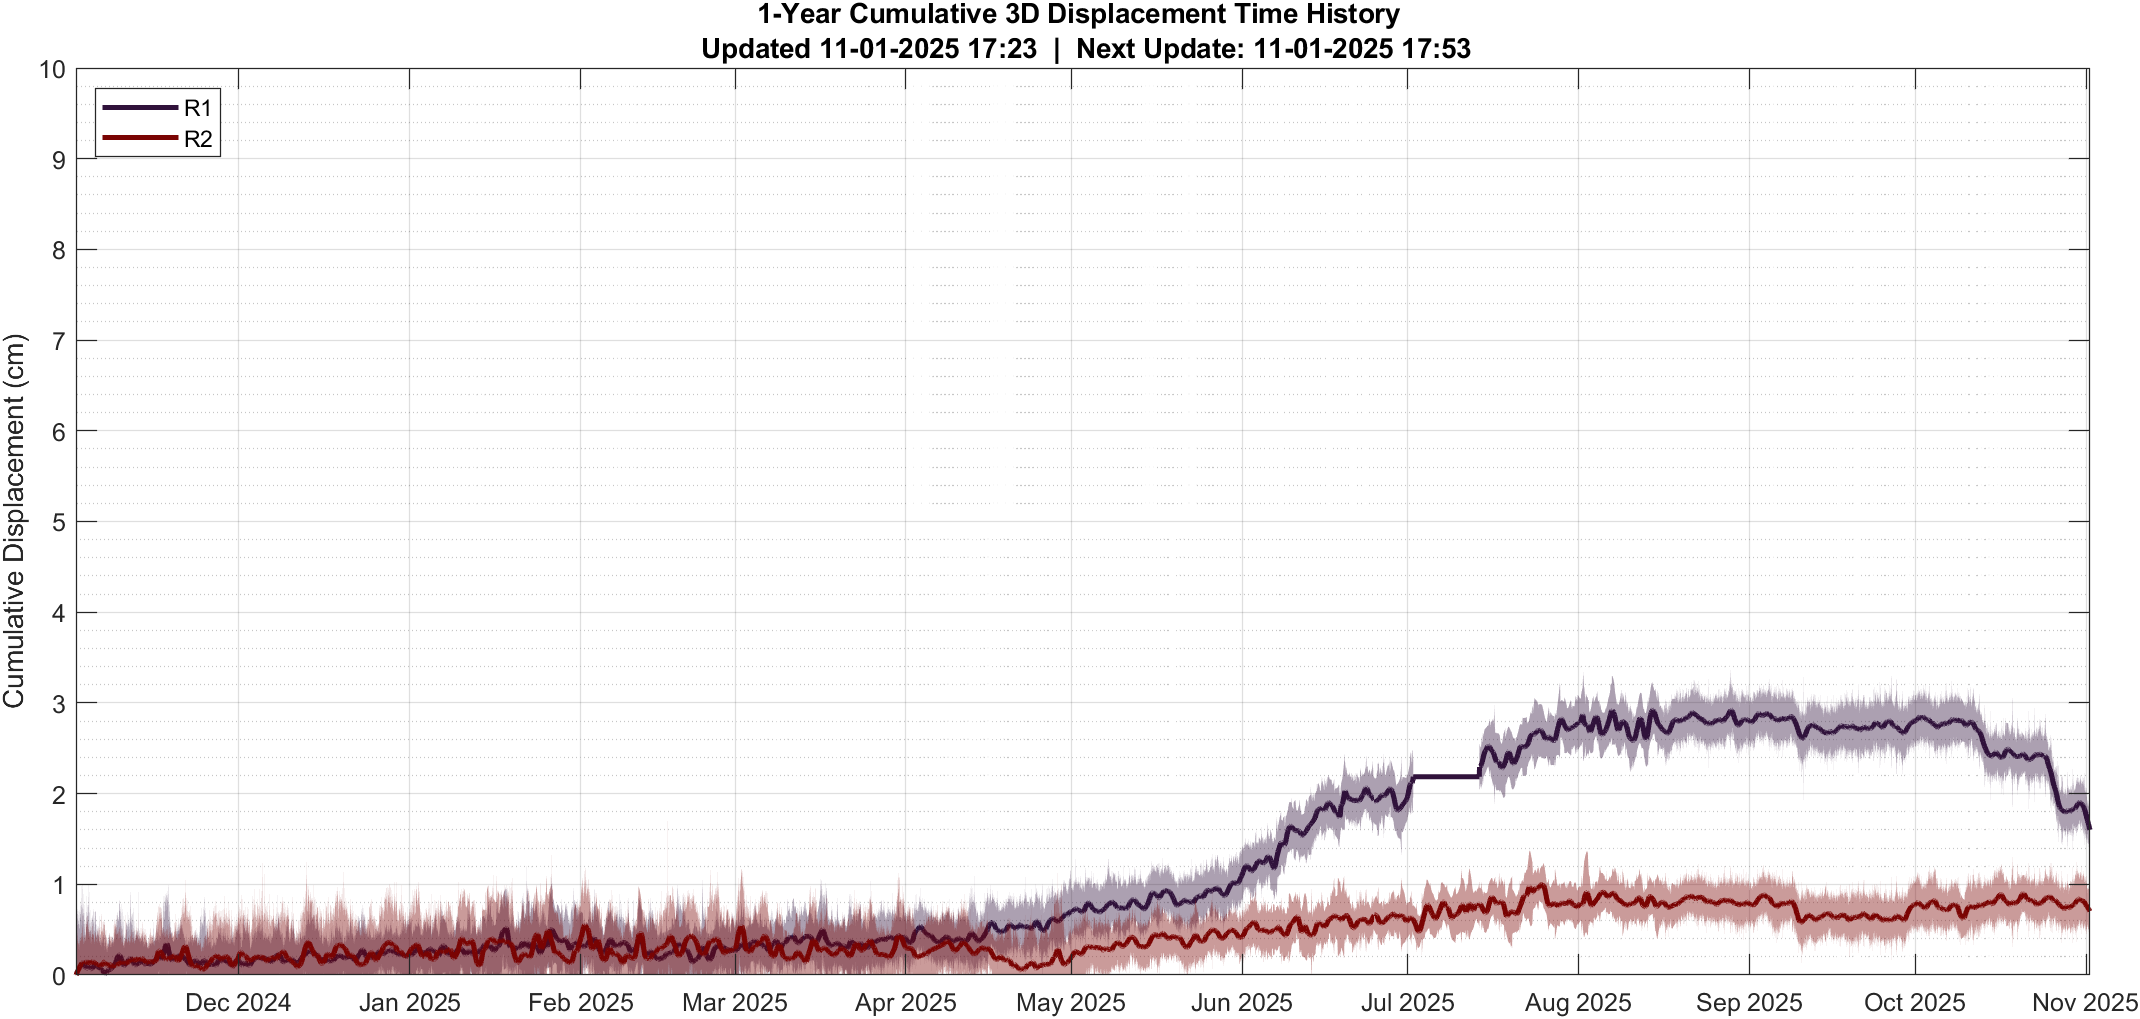 1-Year Cumulative 3D Displacement Time History
Updated 11-01-2025 17:23 | Next Update: 11-01-2025 17:53
R1
R2
Cumulative Displacement (cm)
10
9
8
7
6
5
4
3
2
1
0
Dec 2024 Jan 2025 Feb 2025 Mar 2025 Apr 2025 May 2025 Jun 2025 Jul 2025 Aug 2025 Sep 2025 Oct 2025 Nov 2025